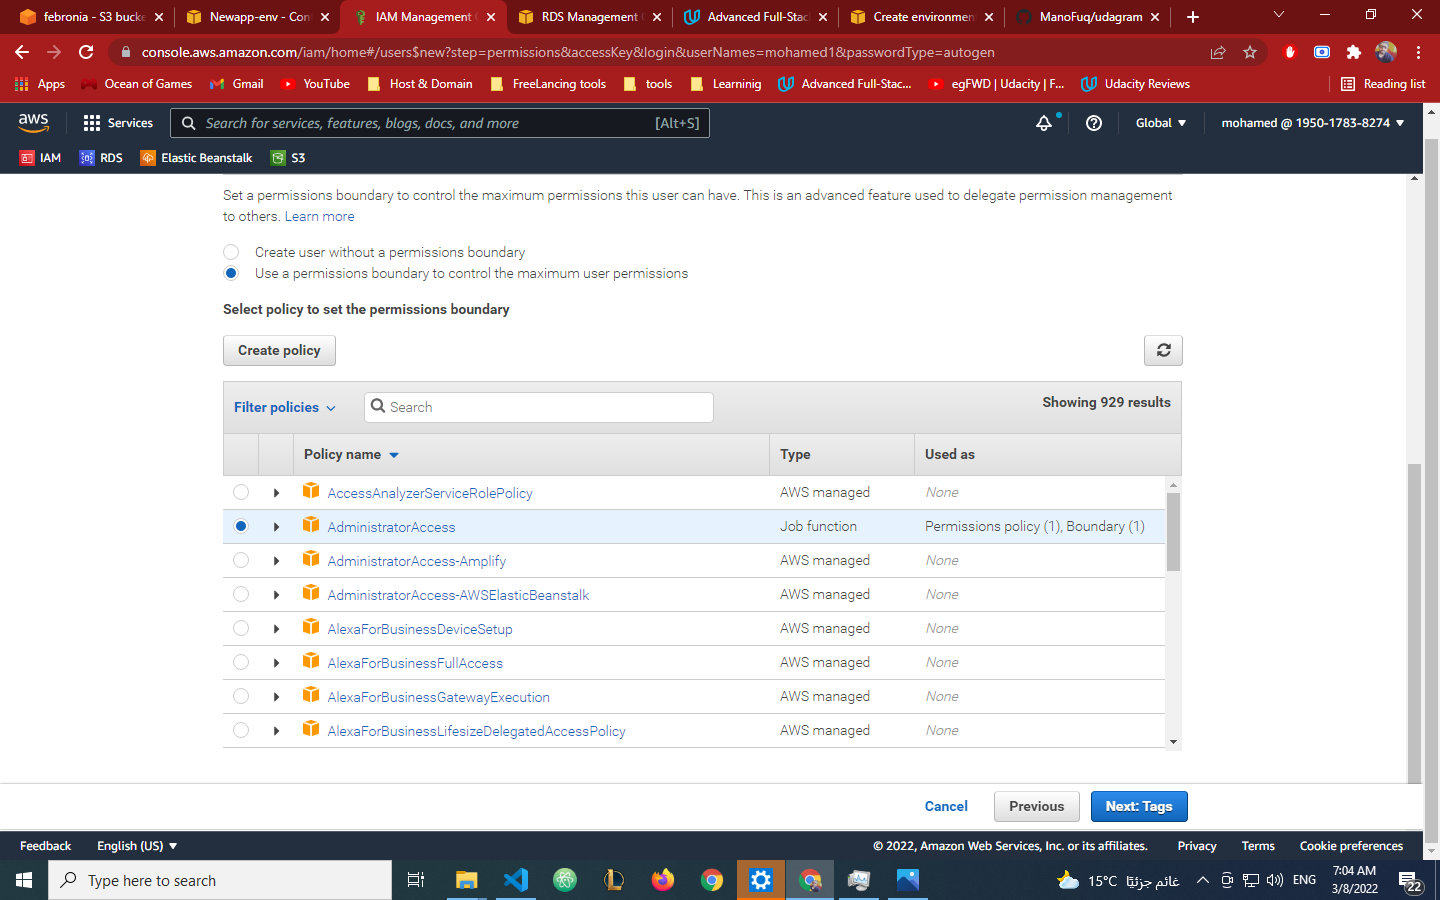 febronia - S3 bucke
Newapp-env - Con
IAM Management
RDS Management
Advanced Full-Stac
Create environmen
ManoFuq/udagram
console.aws.amazon.com/iam/home#/users$new?step=permissions&accessKey&login&userNames=mohamed1&passwordType=autogen
Apps
Ocean of Games
Gmail
YouTube
Host & Domain
FreeLancing tools
tools
Learninig
Advanced Full-Stac...
egFWD | Udacity | F...
Udacity Reviews
Reading list
aws
Services
Search for services, features, blogs, docs, and more
[Alt+S]
Global
mohamed @ 1950-1783-8274
IAM
RDS
Elastic Beanstalk
S3
Set a permissions boundary to control the maximum permissions this user can have. This is an advanced feature used to delegate permission management
to others. Learn more
Create user without a permissions boundary
Use a permissions boundary to control the maximum user permissions
Select policy to set the permissions boundary
Create policy
Filter policies
Search
Showing 929 results
Policy name Type Used as
AccessAnalyzerServiceRolePolicy AWS managed None
AdministratorAccess Job function Permissions policy (1), Boundary (1)
AdministratorAccess-Amplify AWS managed None
AdministratorAccess-AWSElasticBeanstalk AWS managed None
AlexaForBusinessDeviceSetup AWS managed None
AlexaForBusinessFullAccess AWS managed None
AlexaForBusinessGatewayExecution AWS managed None
AlexaForBusinessLifesizeDelegatedAccessPolicy AWS managed None
Cancel
Previous
Next: Tags
Feedback
English (US)
© 2022, Amazon Web Services, Inc. or its affiliates.
Privacy
Terms
Cookie preferences
Type here to search
15°C غائم جزئيًا
ENG
7:04 AM
3/8/2022
22